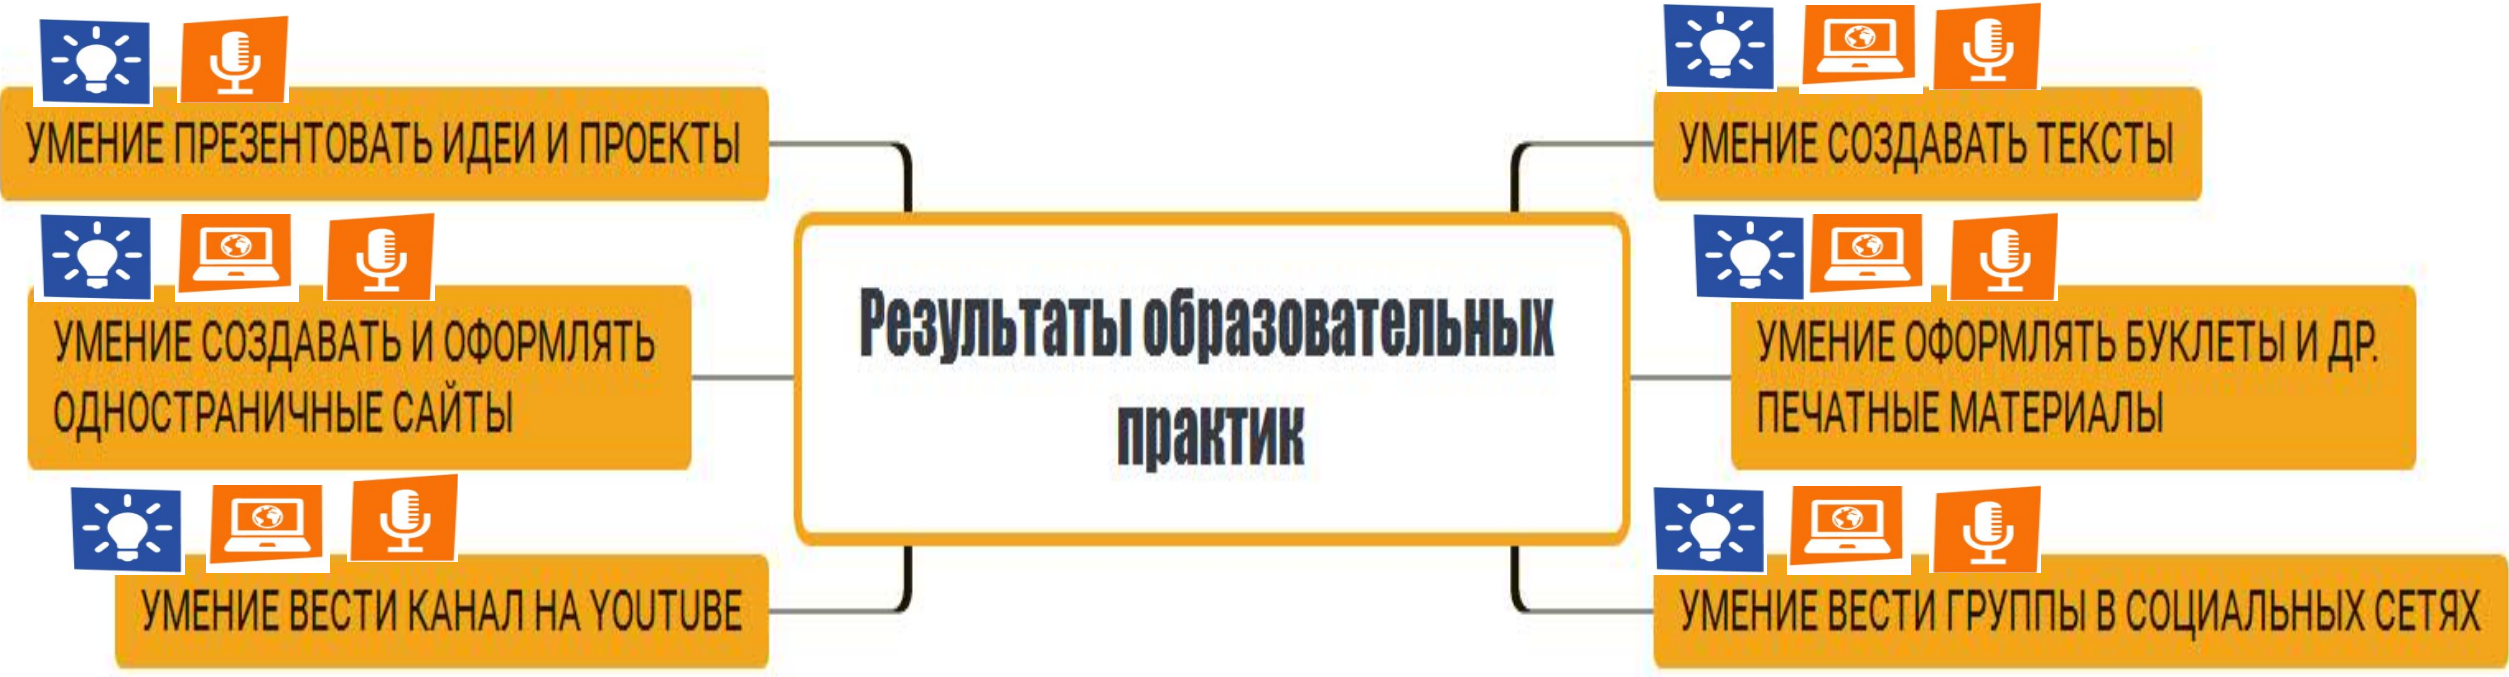 УМЕНИЕ ПРЕЗЕНТОВАТЬ ИДЕИ И ПРОЕКТЫ
УМЕНИЕ СОЗДАВАТЬ И ОФОРМЛЯТЬ
ОДНОСТРАНИЧНЫЕ САЙТЫ
УМЕНИЕ ВЕСТИ КАНАЛ НА YOUTUBE
Результаты образовательных
практик
УМЕНИЕ СОЗДАВАТЬ ТЕКСТЫ
УМЕНИЕ ОФОРМЛЯТЬ БУКЛЕТЫ И ДР.
ПЕЧАТНЫЕ МАТЕРИАЛЫ
УМЕНИЕ ВЕСТИ ГРУППЫ В СОЦИАЛЬНЫХ СЕТЯХ